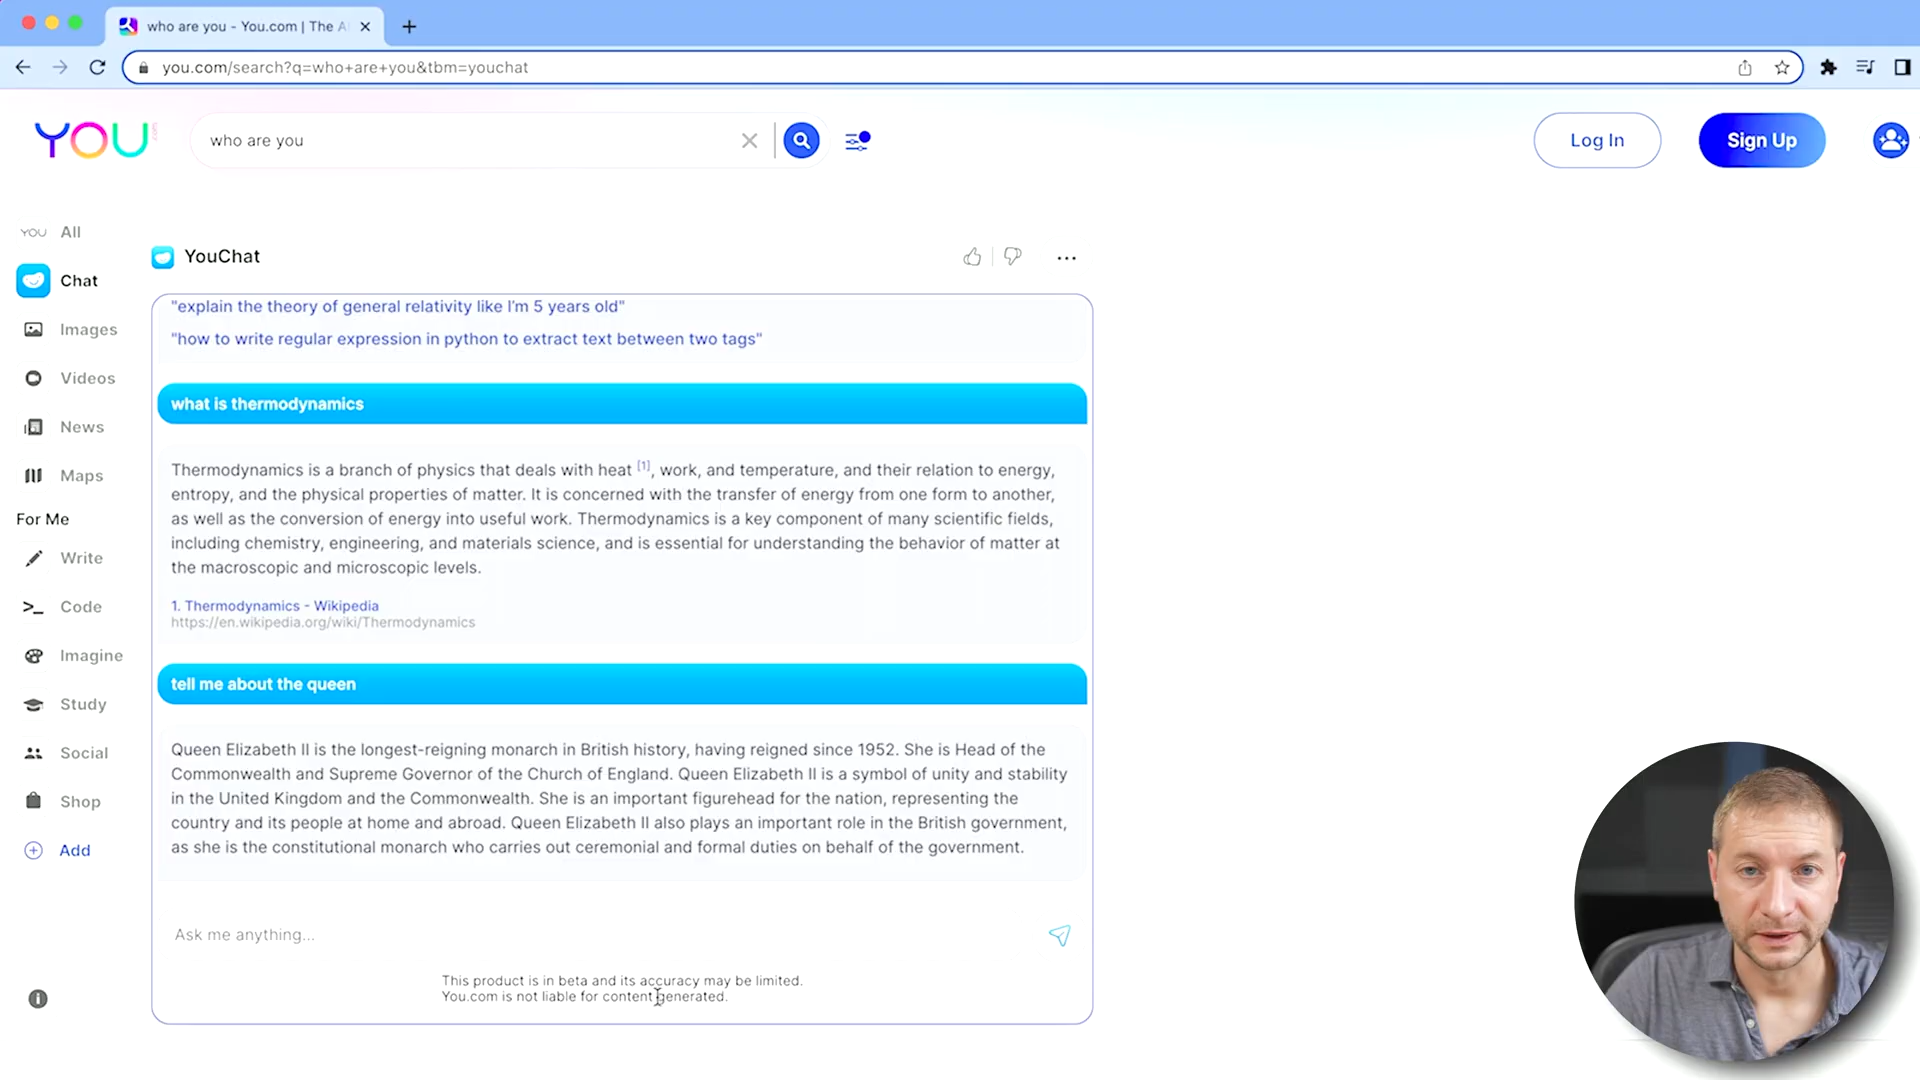 who are you - You.com | The A
you.com/search?q=who+are+you&tbm=youchat
YOU
who are you
Log In
Sign Up
YOU All
Chat
Images
Videos
News
Maps
For Me
Write
Code
Imagine
Study
Social
Shop
Add
YouChat
"explain the theory of general relativity like I'm 5 years old"
"how to write regular expression in python to extract text between two tags"
what is thermodynamics
Thermodynamics is a branch of physics that deals with heat [1], work, and temperature, and their relation to energy,
entropy, and the physical properties of matter. It is concerned with the transfer of energy from one form to another,
as well as the conversion of energy into useful work. Thermodynamics is a key component of many scientific fields,
including chemistry, engineering, and materials science, and is essential for understanding the behavior of matter at
the macroscopic and microscopic levels.
1. Thermodynamics - Wikipedia
https://en.wikipedia.org/wiki/Thermodynamics
tell me about the queen
Queen Elizabeth II is the longest-reigning monarch in British history, having reigned since 1952. She is Head of the
Commonwealth and Supreme Governor of the Church of England. Queen Elizabeth II is a symbol of unity and stability
in the United Kingdom and the Commonwealth. She is an important figurehead for the nation, representing the
country and its people at home and abroad. Queen Elizabeth II also plays an important role in the British government,
as she is the constitutional monarch who carries out ceremonial and formal duties on behalf of the government.
Ask me anything...
This product is in beta and its accuracy may be limited.
You.com is not liable for content generated.